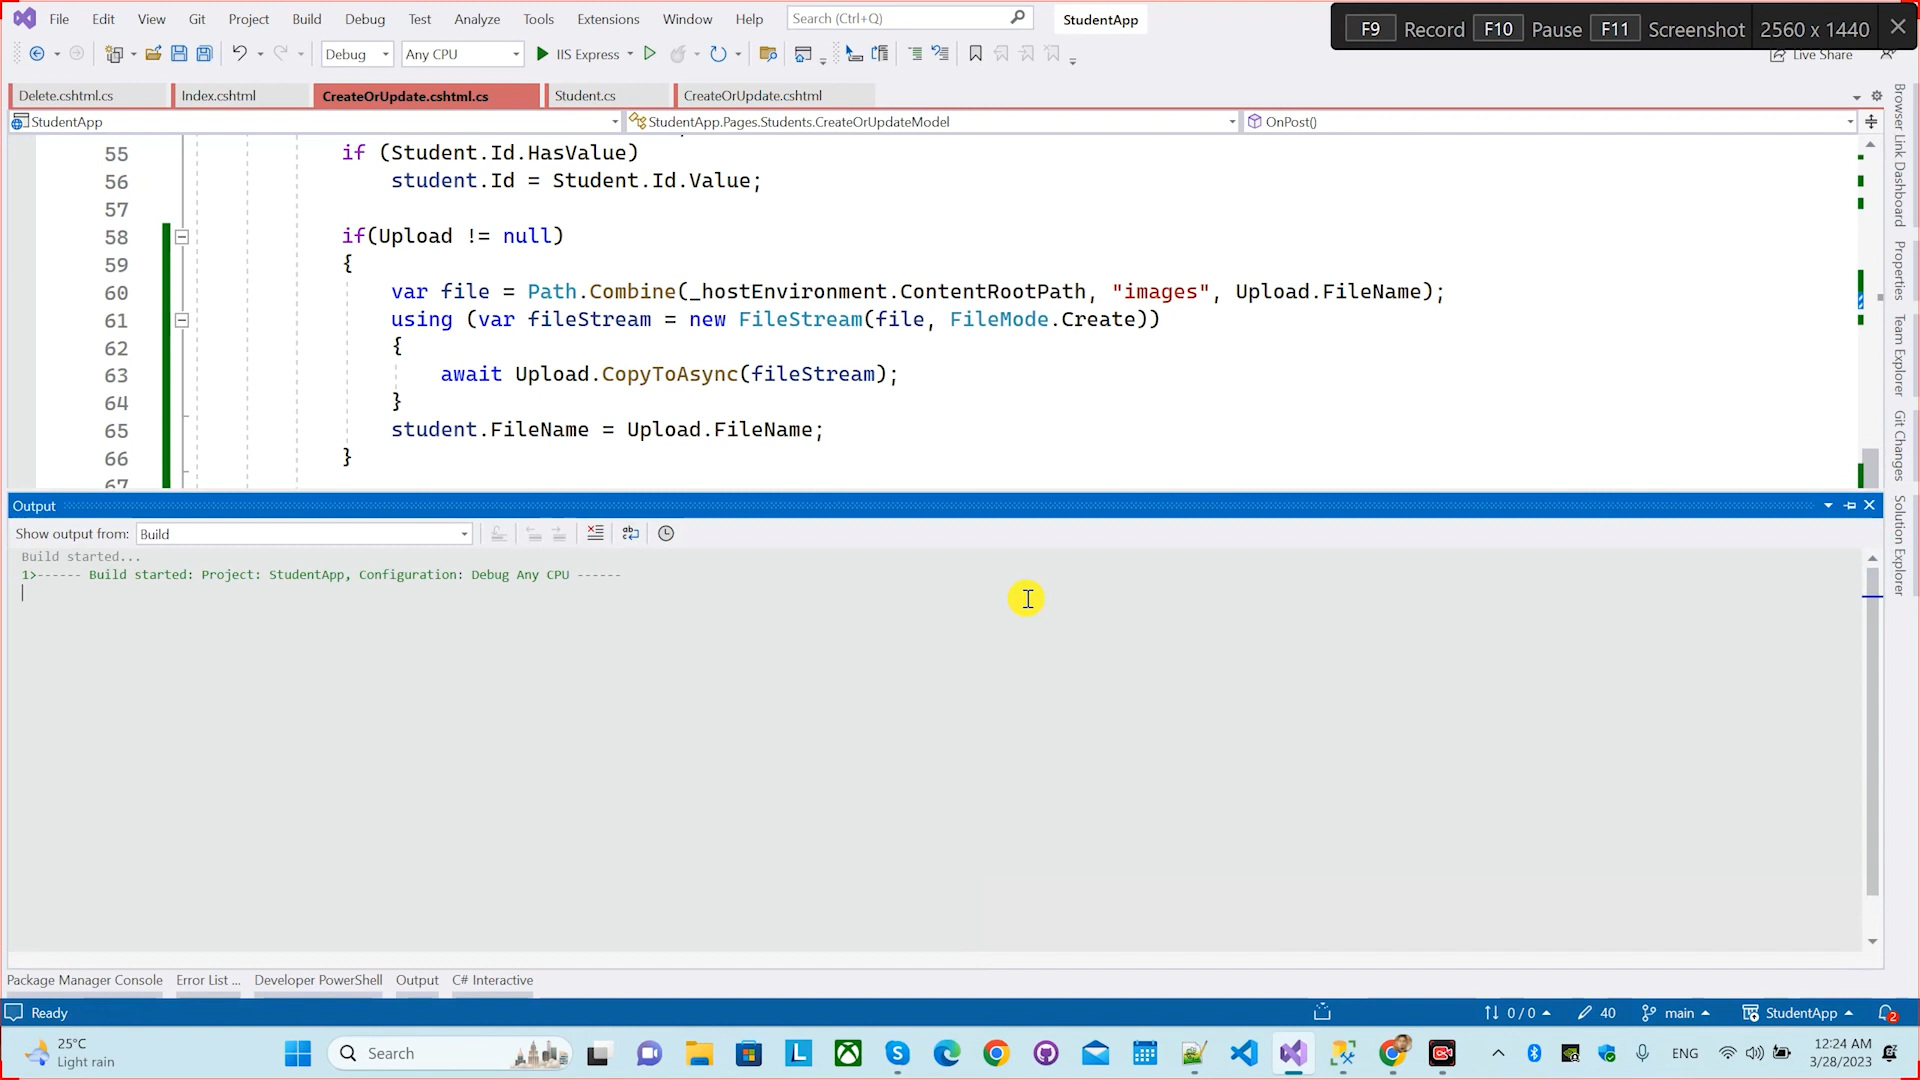 File Edit View Git Project Build Debug Test Analyze Tools Extensions Window Help Search (Ctrl+Q) StudentApp
F9 Record F10 Pause F11 Screenshot 2560 x 1440
Debug Any CPU IIS Express Live Share
Delete.cshtml.cs Index.cshtml CreateOrUpdate.cshtml.cs Student.cs CreateOrUpdate.cshtml
StudentApp StudentApp.Pages.Students.CreateOrUpdateModel OnPost()
55 if (Student.Id.HasValue)
56 student.Id = Student.Id.Value;
57
58 if(Upload != null)
59 {
60 var file = Path.Combine(_hostEnvironment.ContentRootPath, "images", Upload.FileName);
61 using (var fileStream = new FileStream(file, FileMode.Create))
62 {
63 await Upload.CopyToAsync(fileStream);
64 }
65 student.FileName = Upload.FileName;
66 }
67
Browser Link Dashboard
Properties
Team Explorer
Git Changes
Solution Explorer
Output
Show output from: Build
Build started...
1>------ Build started: Project: StudentApp, Configuration: Debug Any CPU ------
Package Manager Console Error List ... Developer PowerShell Output C# Interactive
Ready 0 / 0 40 main StudentApp 2
25°C
Light rain
Search
ENG
12:24 AM
3/28/2023